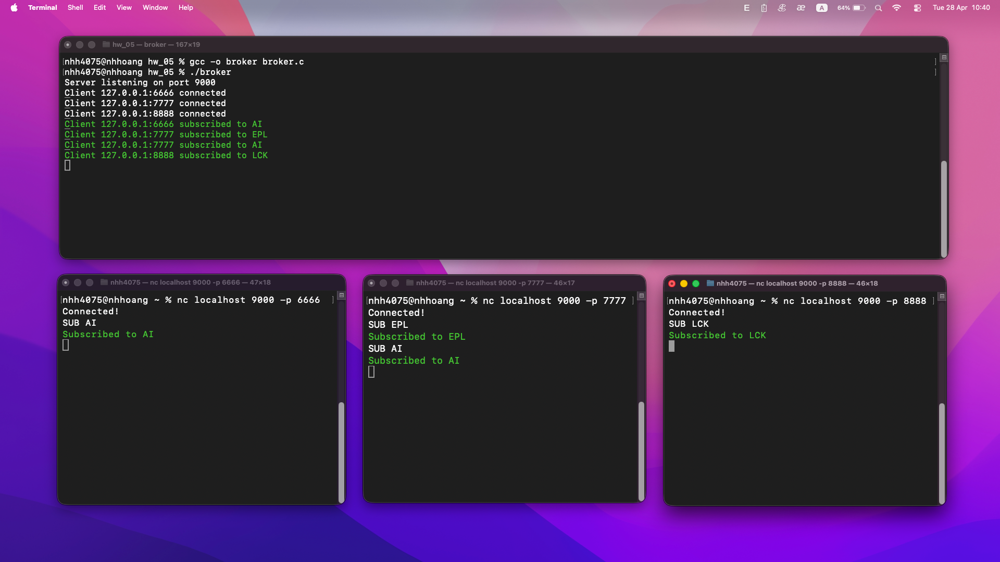 Terminal Shell Edit View Window Help E æ A 64% Tue 28 Apr 10:40
hw_05 — broker — 167×19
[nhh4075@nhhoang hw_05 % gcc -o broker broker.c ]
[nhh4075@nhhoang hw_05 % ./broker ]
Server listening on port 9000
Client 127.0.0.1:6666 connected
Client 127.0.0.1:7777 connected
Client 127.0.0.1:8888 connected
Client 127.0.0.1:6666 subscribed to AI
Client 127.0.0.1:7777 subscribed to EPL
Client 127.0.0.1:7777 subscribed to AI
Client 127.0.0.1:8888 subscribed to LCK
nhh4075 — nc localhost 9000 -p 6666 — 47×18
[nhh4075@nhhoang ~ % nc localhost 9000 -p 6666 ]
Connected!
SUB AI
Subscribed to AI
nhh4075 — nc localhost 9000 -p 7777 — 46×17
[nhh4075@nhhoang ~ % nc localhost 9000 -p 7777 ]
Connected!
SUB EPL
Subscribed to EPL
SUB AI
Subscribed to AI
nhh4075 — nc localhost 9000 -p 8888 — 46×18
[nhh4075@nhhoang ~ % nc localhost 9000 -p 8888 ]
Connected!
SUB LCK
Subscribed to LCK